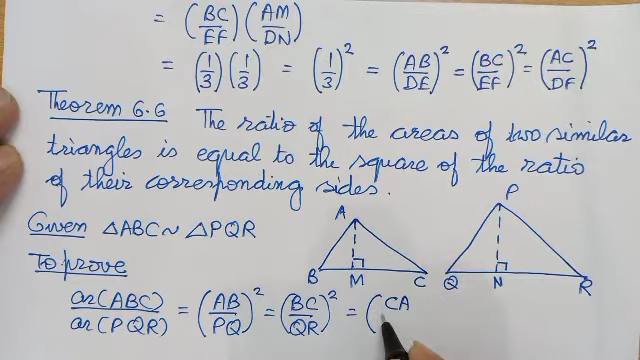 = (BC/EF) (AM/DN)
= (1/3) (1/3) = (1/3)² = (AB/DE)² = (BC/EF)² = (AC/DF)²
Theorem 6.6 The ratio of the areas of two similar
triangles is equal to the square of the ratio
of their corresponding sides.
Given △ABC ~ △PQR
To prove
ar(ABC)/ar(PQR) = (AB/PQ)² = (BC/QR)² = (CA
A
B M C
P
Q N R